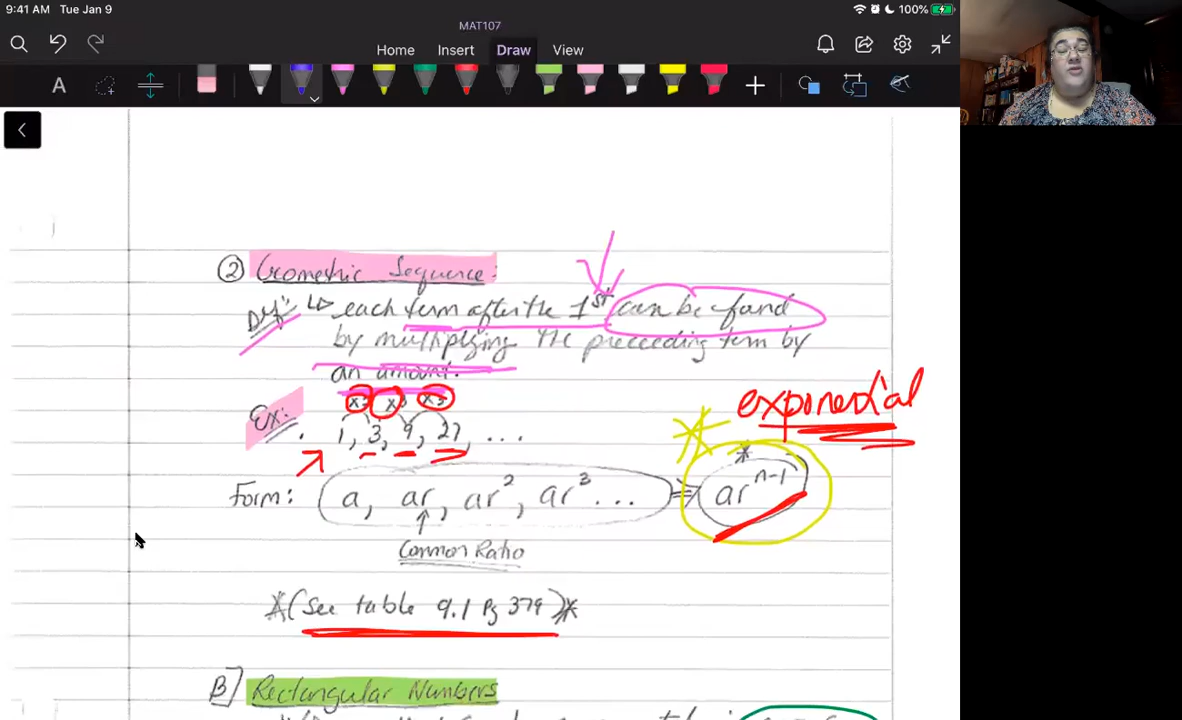 9:41 AM Tue Jan 9
100%
MAT107
Home Insert Draw View
A
② Geometric Sequence:
Def: ↳ each term after the 1st can be found
by multiplying the preceeding term by
an amount.
exponential
x3 x3 x3
Ex: 1, 3, 9, 27, ...
Form: a, ar, ar², ar³ ... ⇒ arⁿ⁻¹
Common Ratio
*(See table 9.1 Pg 379)*
B] Rectangular Numbers